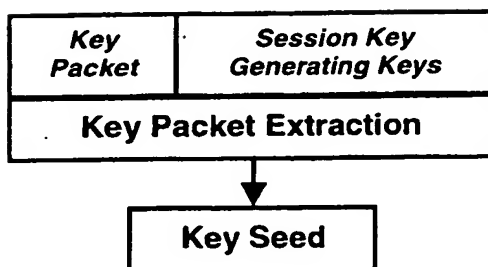 Key
Packet
Session Key
Generating Keys
Key Packet Extraction
Key Seed